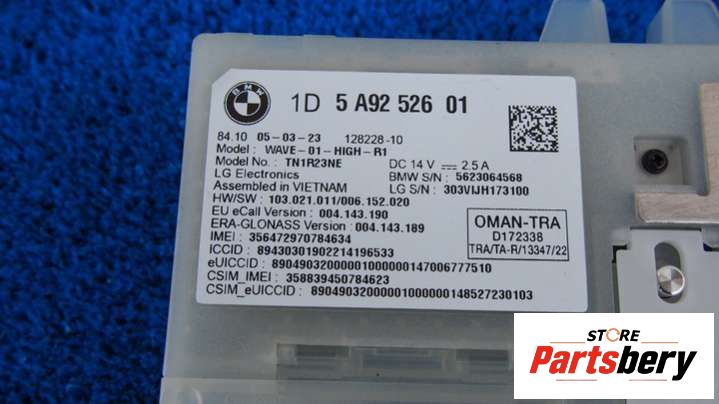 BMW
1D 5 A92 526 01
84.10 05-03-23 128228-10
Model: WAVE-01-HIGH-R1
Model No.: TN1R23NE DC 14 V 2.5 A
LG Electronics BMW S/N: 5623064568
Assembled in VIETNAM LG S/N: 303VIJH173100
HW/SW: 103.021.011/006.152.020
EU eCall Version: 004.143.190
ERA-GLONASS Version: 004.143.189
IMEI: 356472970784634
ICCID: 89430301902214196533
eUICCID: 89049032000001000000147006777510
CSIM_IMEI: 358839450784623
CSIM_eUICCID: 89049032000001000000148527230103
OMAN-TRA
D172338
TRA/TA-R/13347/22
STORE
Partsbery